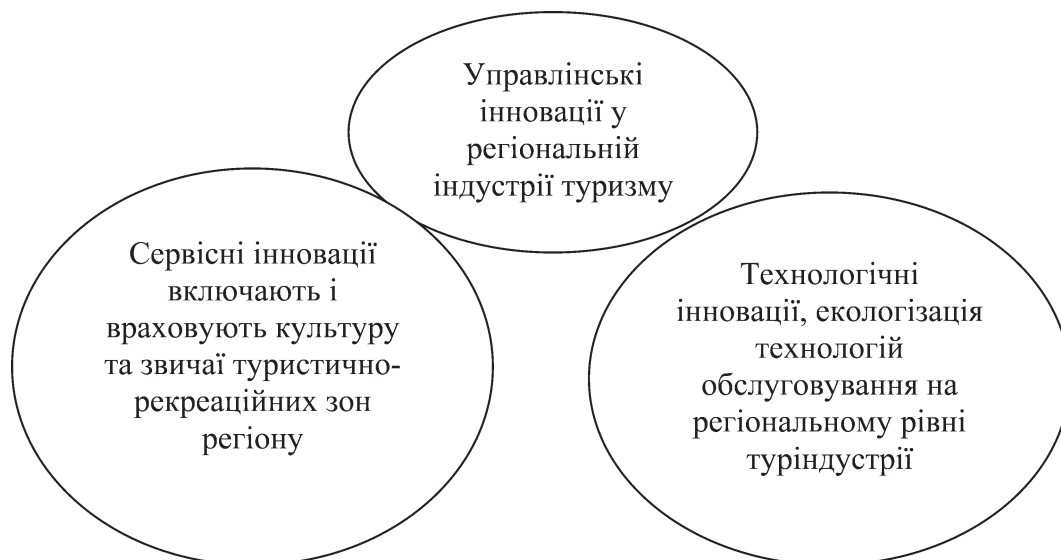 Управлінські
інновації у
регіональній
індустрії туризму
Сервісні інновації
включають і
враховують культуру
та звичаї туристично-
рекреаційних зон
регіону
Технологічні
інновації, екологізація
технологій
обслуговування на
регіональному рівні
туріндустрії